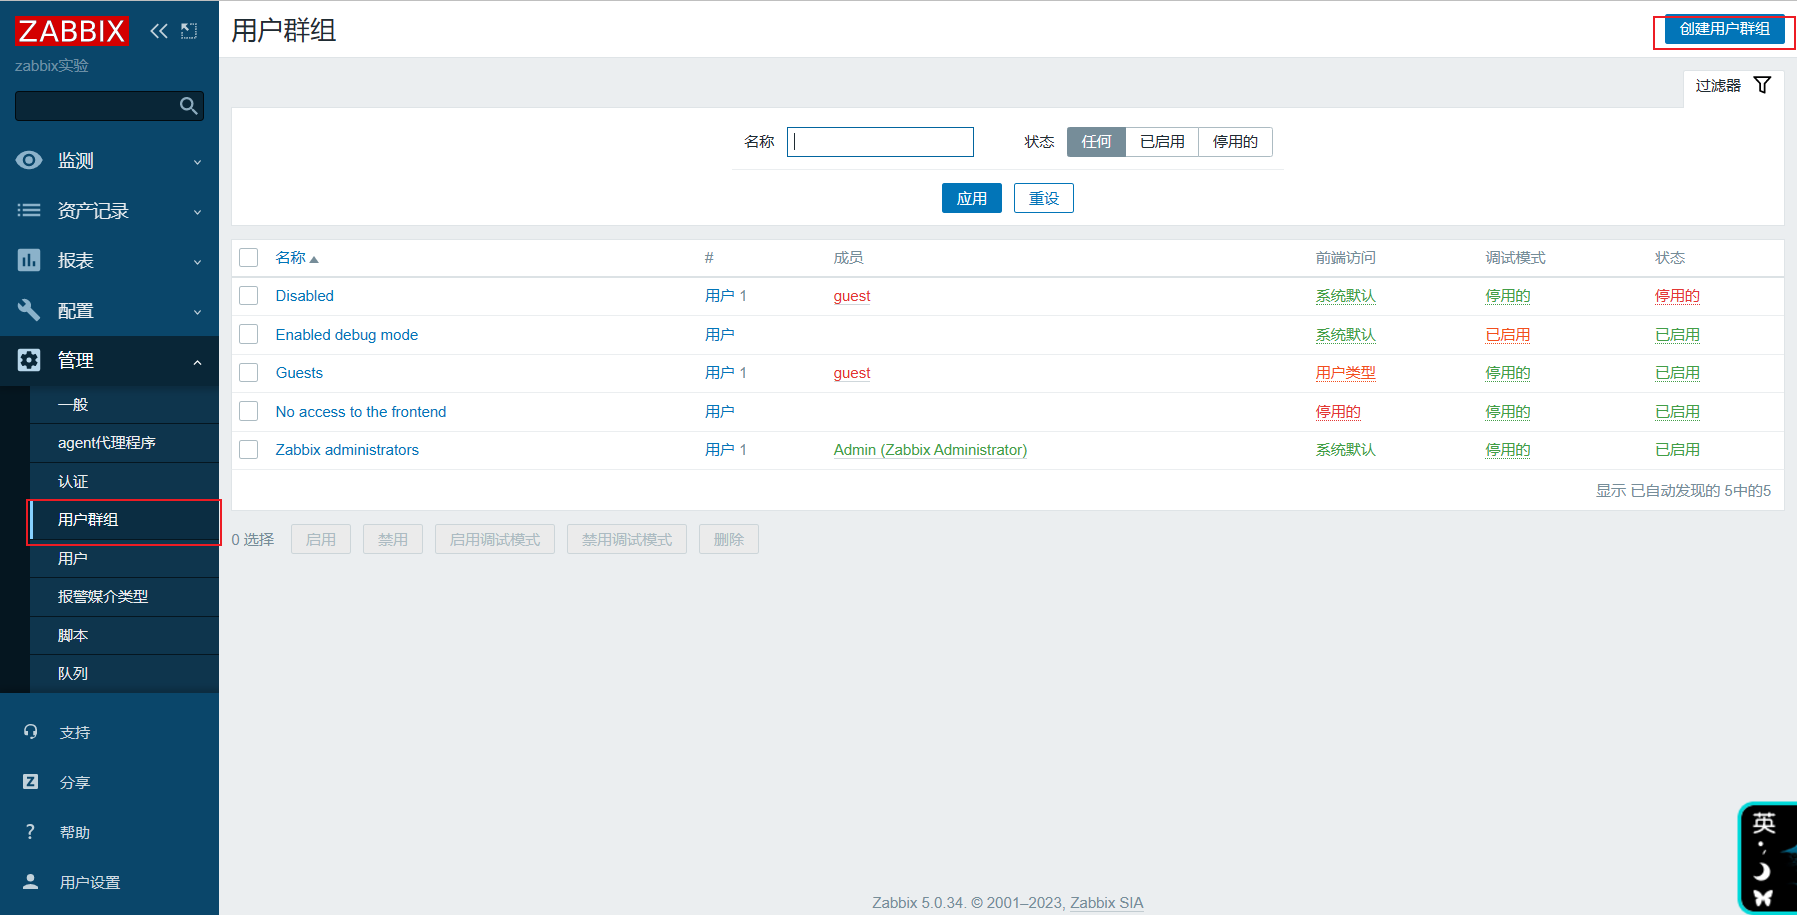 ZABBIX
zabbix实验
监测
资产记录
报表
配置
管理
一般
agent代理程序
认证
用户群组
用户
报警媒介类型
脚本
队列
支持
Z 分享
? 帮助
用户设置
用户群组
创建用户群组
过滤器
名称 状态 任何 已启用 停用的
应用 重设
名称 # 成员 前端访问 调试模式 状态
Disabled 用户 1 guest 系统默认 停用的 停用的
Enabled debug mode 用户 系统默认 已启用 已启用
Guests 用户 1 guest 用户类型 停用的 已启用
No access to the frontend 用户 停用的 停用的 已启用
Zabbix administrators 用户 1 Admin (Zabbix Administrator) 系统默认 停用的 已启用
显示 已自动发现的 5中的5
0 选择 启用 禁用 启用调试模式 禁用调试模式 删除
Zabbix 5.0.34. © 2001–2023, Zabbix SIA
英